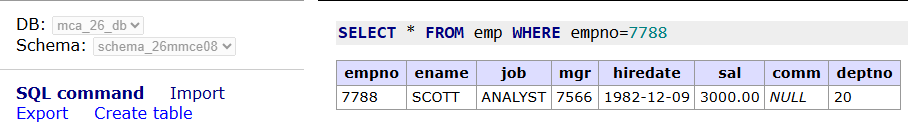 DB: mca_26_db
Schema: schema_26mmce08
SQL command Import
Export Create table
SELECT * FROM emp WHERE empno=7788
empno ename job mgr hiredate sal comm deptno
7788 SCOTT ANALYST 7566 1982-12-09 3000.00 NULL 20